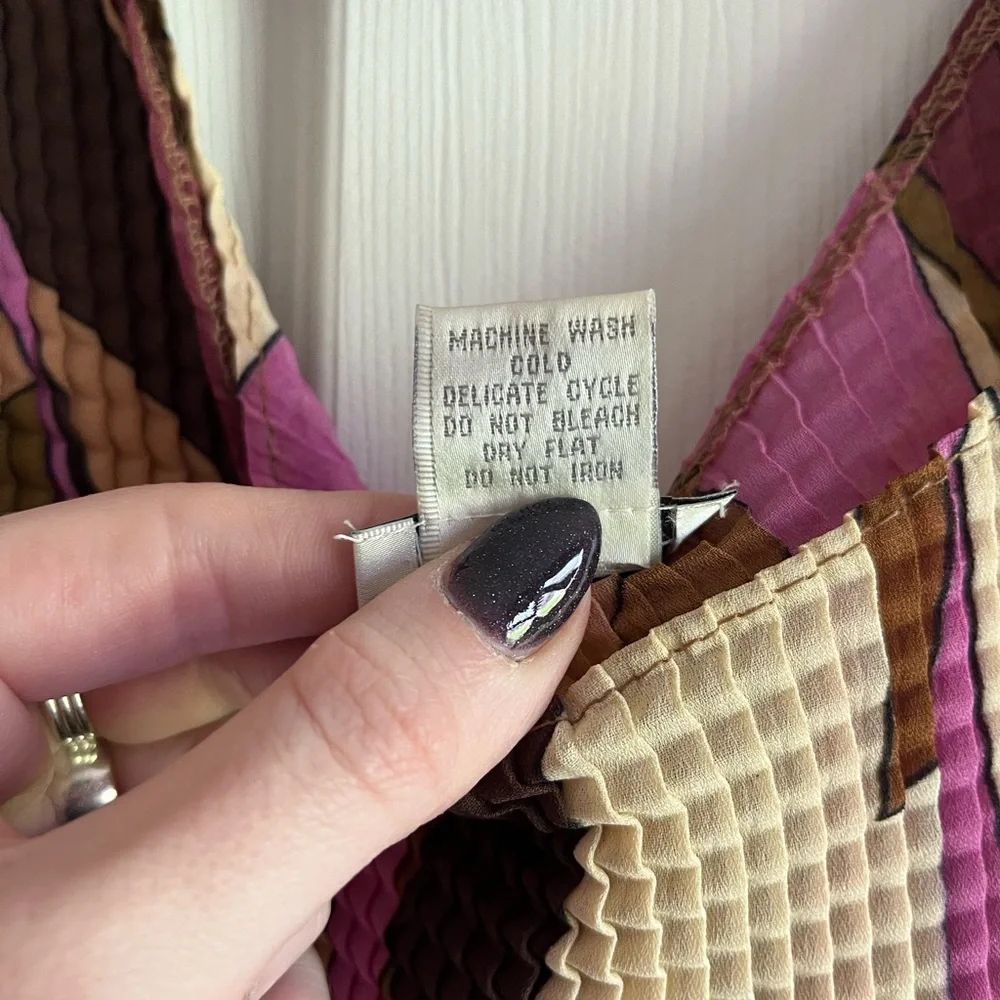 MACHINE WASH
COLD
DELICATE CYCLE
DO NOT BLEACH
DRY FLAT
DO NOT IRON